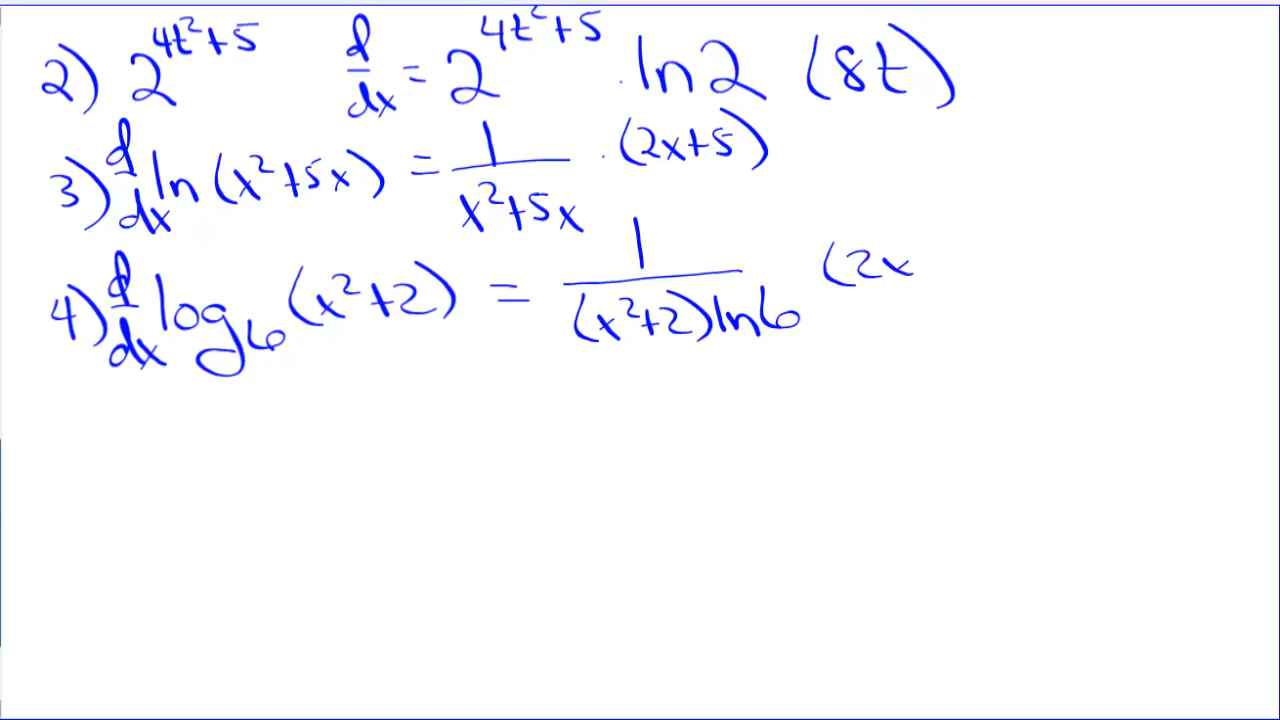 2) 2^{4t²+5} d/dx = 2^{4t²+5} · ln2 (8t)
3) d/dx ln(x²+5x) = 1/(x²+5x) · (2x+5)
4) d/dx log₆(x²+2) = 1/((x²+2)ln6) (2x